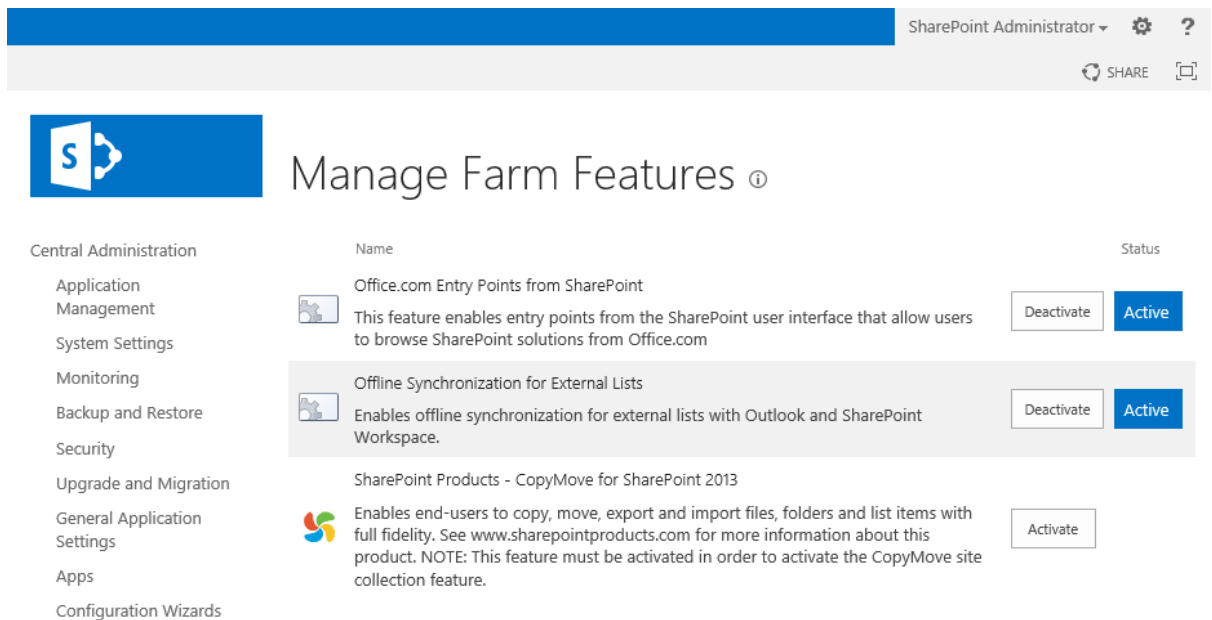 SharePoint Administrator
?
SHARE
S
Manage Farm Features
Central Administration
Application
Management
System Settings
Monitoring
Backup and Restore
Security
Upgrade and Migration
General Application
Settings
Apps
Configuration Wizards
Name
Status
Office.com Entry Points from SharePoint
This feature enables entry points from the SharePoint user interface that allow users
to browse SharePoint solutions from Office.com
Deactivate
Active
Offline Synchronization for External Lists
Enables offline synchronization for external lists with Outlook and SharePoint
Workspace.
Deactivate
Active
SharePoint Products - CopyMove for SharePoint 2013
Enables end-users to copy, move, export and import files, folders and list items with
full fidelity. See www.sharepointproducts.com for more information about this
product. NOTE: This feature must be activated in order to activate the CopyMove site
collection feature.
Activate